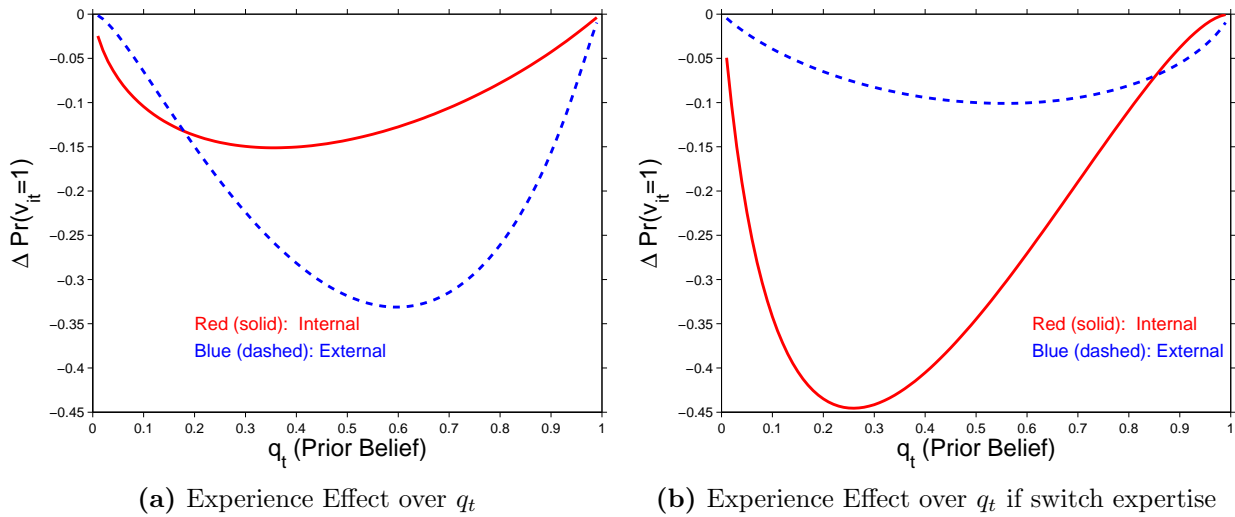 0
−0.05
−0.1
−0.15
−0.2
−0.25
−0.3
−0.35
−0.4
−0.45
Δ Pr(v_it=1)
Red (solid):  Internal
Blue (dashed): External
0 0.1 0.2 0.3 0.4 0.5 0.6 0.7 0.8 0.9 1
q_t (Prior Belief)
(a) Experience Effect over q_t
0
−0.05
−0.1
−0.15
−0.2
−0.25
−0.3
−0.35
−0.4
−0.45
Δ Pr(v_it=1)
Red (solid):  Internal
Blue (dashed): External
0 0.1 0.2 0.3 0.4 0.5 0.6 0.7 0.8 0.9 1
q_t (Prior Belief)
(b) Experience Effect over q_t if switch expertise